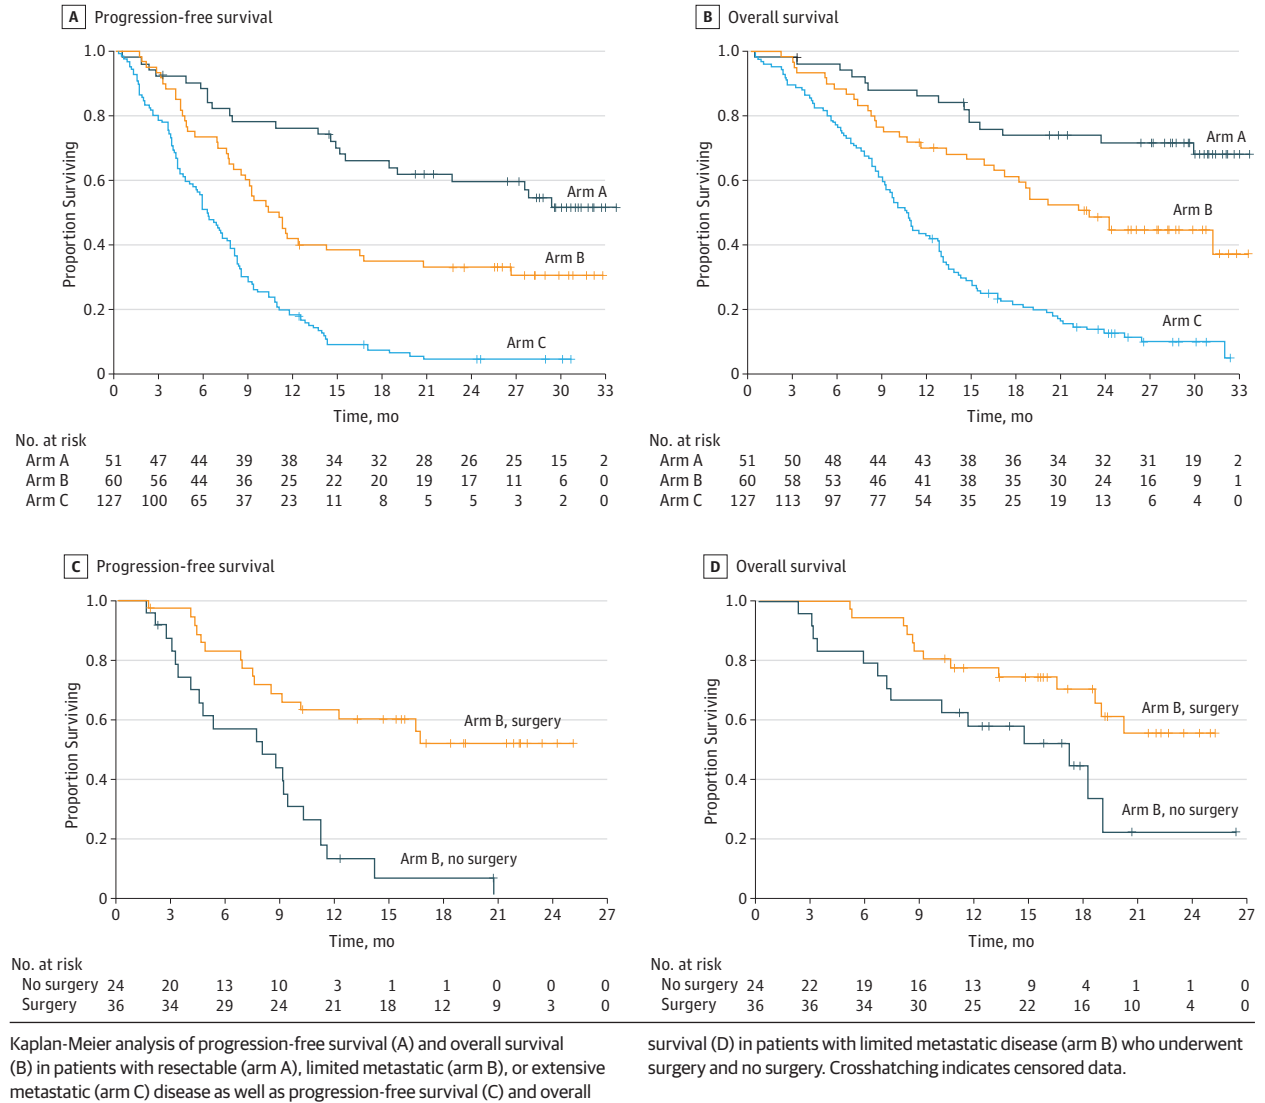 A Progression-free survival
1.0
0.8
0.6
0.4
0.2
0
Proportion Surviving
Arm A
Arm B
Arm C
0 3 6 9 12 15 18 21 24 27 30 33
Time, mo
No. at risk
Arm A 51 47 44 39 38 34 32 28 26 25 15 2
Arm B 60 56 44 36 25 22 20 19 17 11 6 0
Arm C 127 100 65 37 23 11 8 5 5 3 2 0
B Overall survival
1.0
0.8
0.6
0.4
0.2
0
Proportion Surviving
Arm A
Arm B
Arm C
0 3 6 9 12 15 18 21 24 27 30 33
Time, mo
No. at risk
Arm A 51 50 48 44 43 38 36 34 32 31 19 2
Arm B 60 58 53 46 41 38 35 30 24 16 9 1
Arm C 127 113 97 77 54 35 25 19 13 6 4 0
C Progression-free survival
1.0
0.8
0.6
0.4
0.2
0
Proportion Surviving
Arm B, surgery
Arm B, no surgery
0 3 6 9 12 15 18 21 24 27
Time, mo
No. at risk
No surgery 24 20 13 10 3 1 1 0 0 0
Surgery 36 34 29 24 21 18 12 9 3 0
D Overall survival
1.0
0.8
0.6
0.4
0.2
0
Proportion Surviving
Arm B, surgery
Arm B, no surgery
0 3 6 9 12 15 18 21 24 27
Time, mo
No. at risk
No surgery 24 22 19 16 13 9 4 1 1 0
Surgery 36 36 34 30 25 22 16 10 4 0
Kaplan-Meier analysis of progression-free survival (A) and overall survival
(B) in patients with resectable (arm A), limited metastatic (arm B), or extensive
metastatic (arm C) disease as well as progression-free survival (C) and overall
survival (D) in patients with limited metastatic disease (arm B) who underwent
surgery and no surgery. Crosshatching indicates censored data.